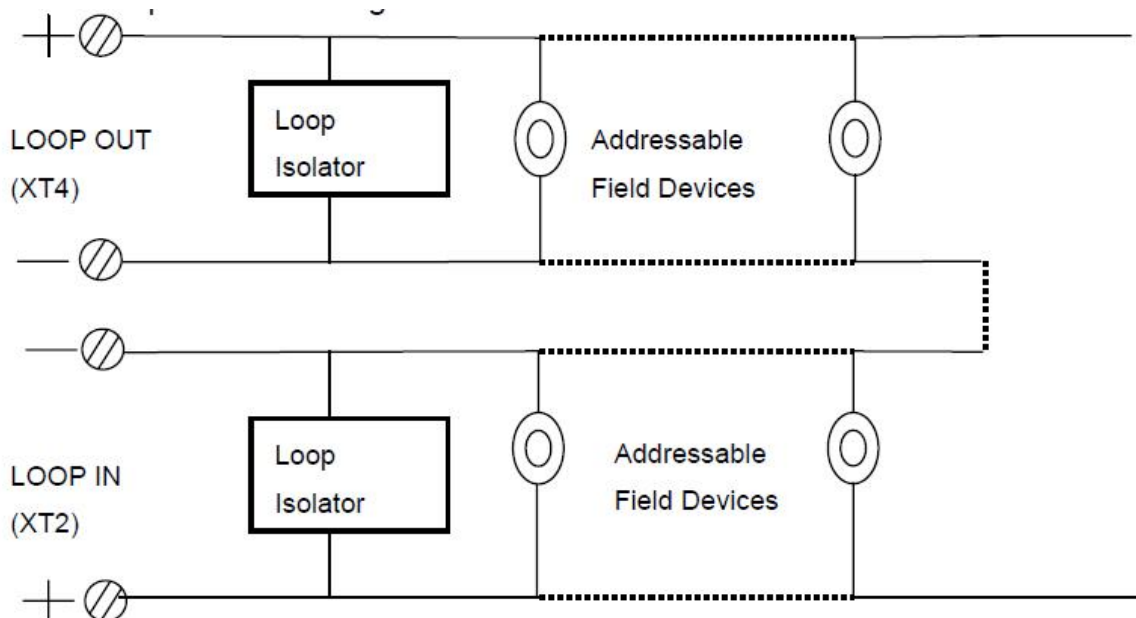 +
Loop
Isolator
LOOP OUT
(XT4)
Addressable
Field Devices
—
—
Loop
Isolator
LOOP IN
(XT2)
Addressable
Field Devices
+